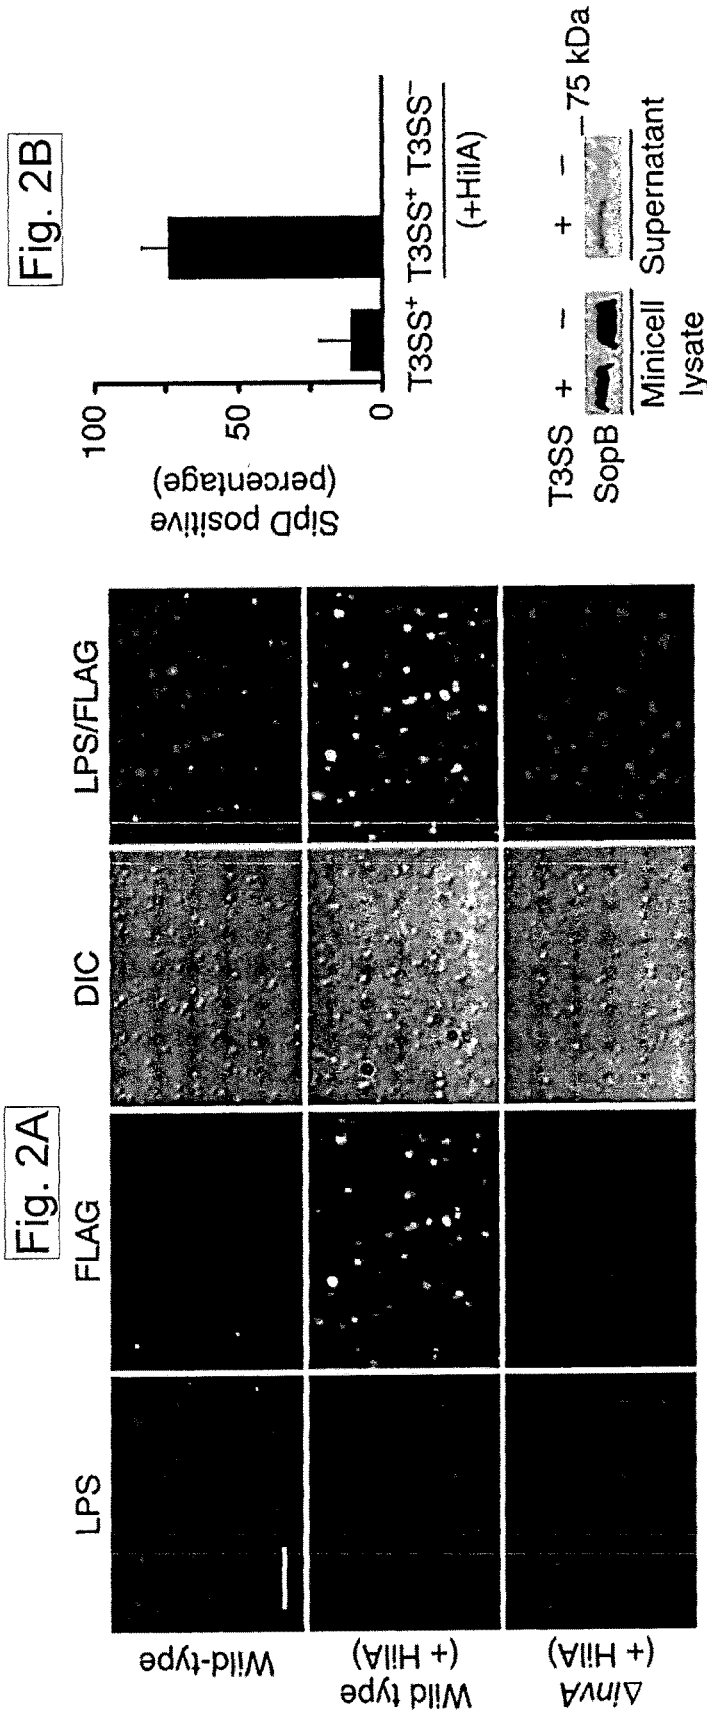 Fig. 2A
LPS
FLAG
DIC
LPS/FLAG
Wild-type
Wild type
(+ HilA)
ΔinvA
(+ HilA)
Fig. 2B
SipD positive
(percentage)
100
50
0
T3SS+ T3SS+ T3SS−
(+HilA)
T3SS + − + −
SopB
75 kDa
Minicell
lysate
Supernatant